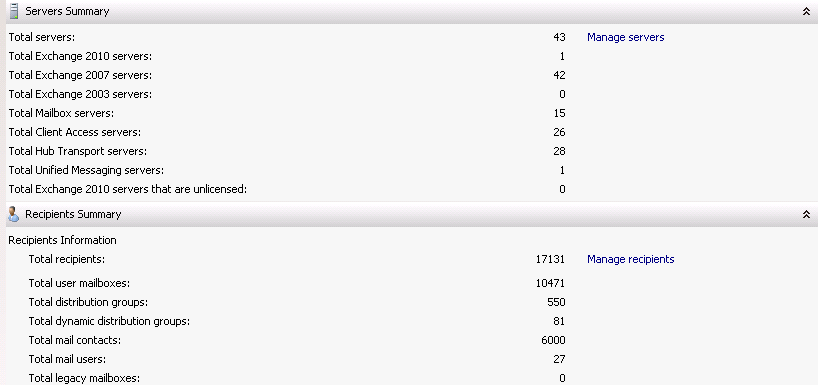 Servers Summary
Total servers: 43 Manage servers
Total Exchange 2010 servers: 1
Total Exchange 2007 servers: 42
Total Exchange 2003 servers: 0
Total Mailbox servers: 15
Total Client Access servers: 26
Total Hub Transport servers: 28
Total Unified Messaging servers: 1
Total Exchange 2010 servers that are unlicensed: 0
Recipients Summary
Recipients Information
Total recipients: 17131 Manage recipients
Total user mailboxes: 10471
Total distribution groups: 550
Total dynamic distribution groups: 81
Total mail contacts: 6000
Total mail users: 27
Total legacy mailboxes: 0